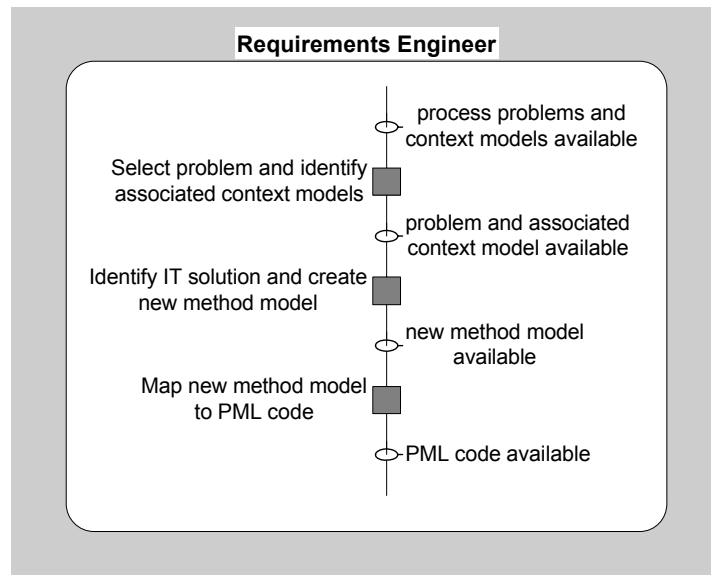 Requirements Engineer
process problems and
context models available
Select problem and identify
associated context models
problem and associated
context model available
Identify IT solution and create
new method model
new method model
available
Map new method model
to PML code
PML code available